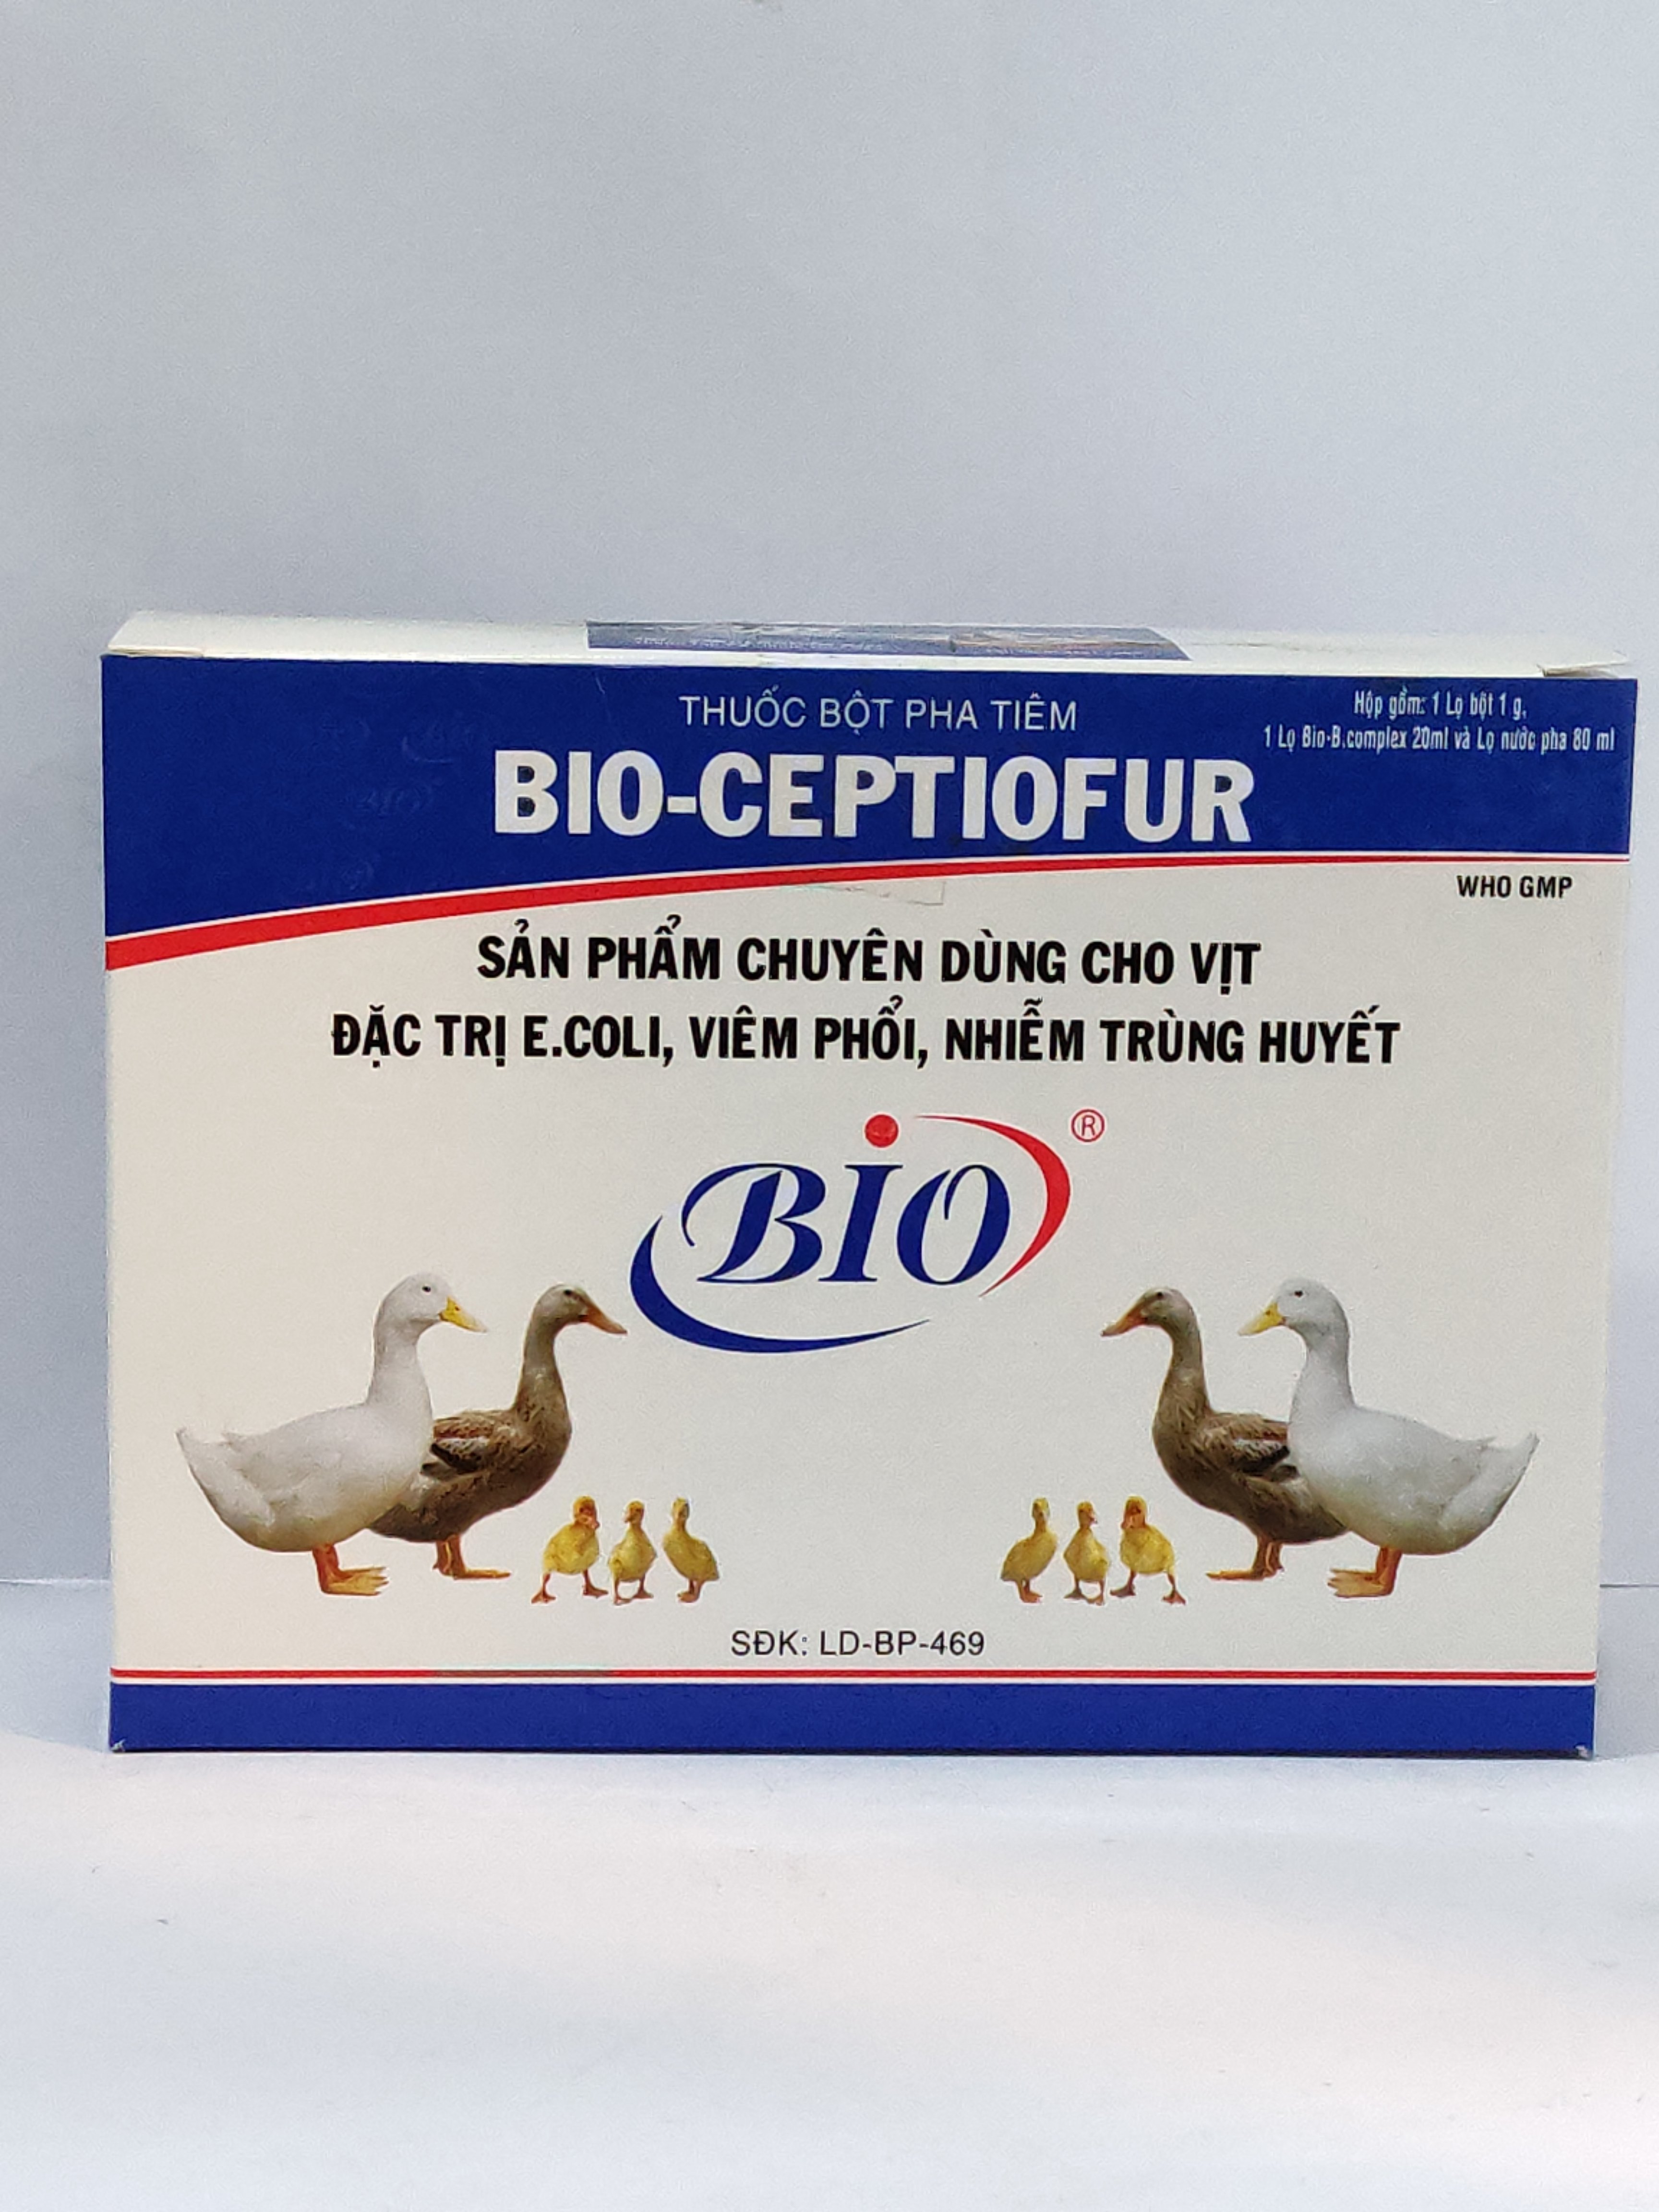 THUỐC BỘT PHA TIÊM
Hộp gồm: 1 Lọ bột 1 g,
1 Lọ Bio-B.complex 20ml và Lọ nước pha 80 ml
BIO-CEPTIOFUR
WHO GMP
SẢN PHẨM CHUYÊN DÙNG CHO VỊT
ĐẶC TRỊ E.COLI, VIÊM PHỔI, NHIỄM TRÙNG HUYẾT
BIO ®
SĐK: LD-BP-469